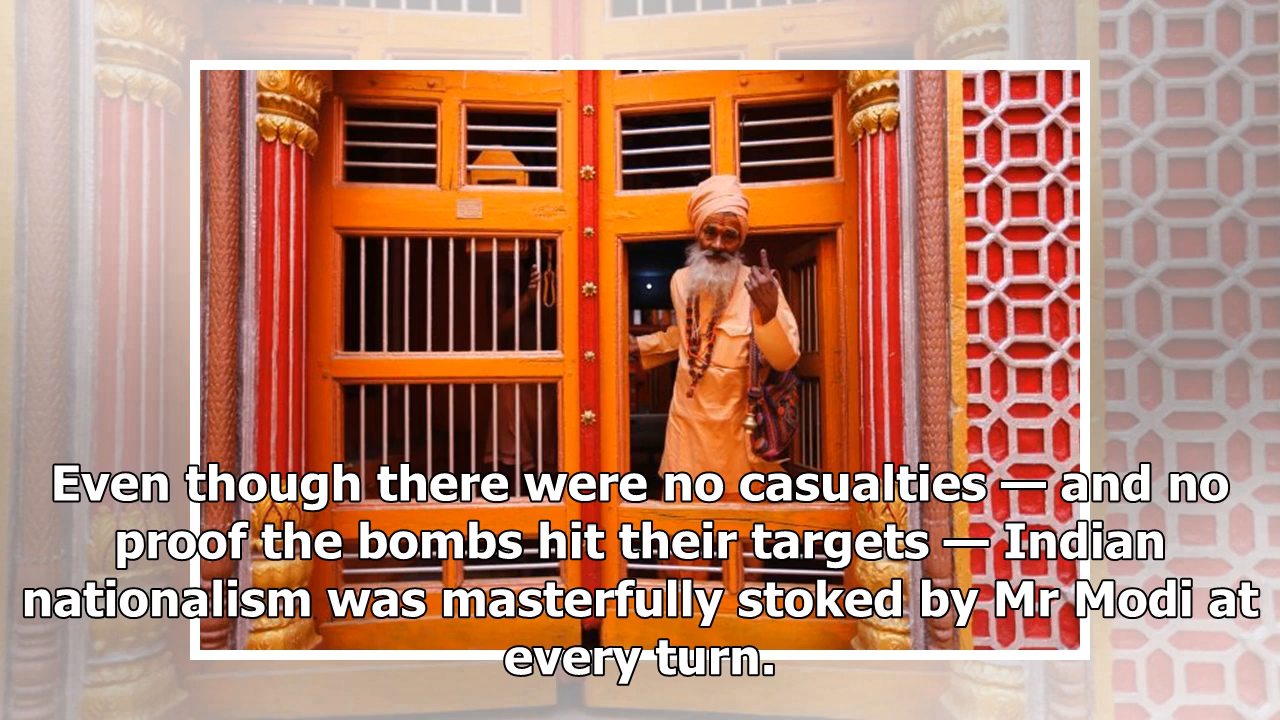 Even though there were no casualties — and no
proof the bombs hit their targets — Indian
nationalism was masterfully stoked by Mr Modi at
every turn.